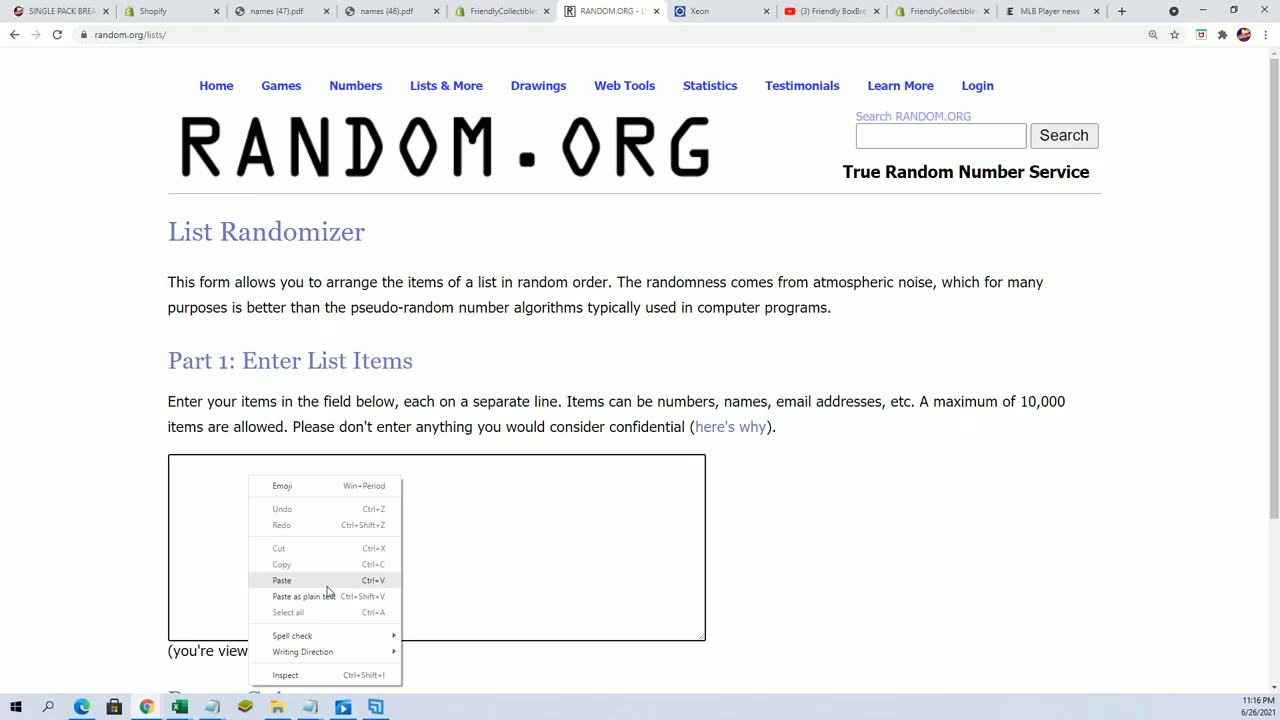 SINGLE PACK BREA
Shopify
names (47).pdf
names (46).pdf
FriendlyCollectibles
RANDOM.ORG - Li
Xeon
(3) Friendly BoxBre
FriendlyCollectibles
MLB Player news
random.org/lists/
Home Games Numbers Lists & More Drawings Web Tools Statistics Testimonials Learn More Login
RANDOM.ORG
Search RANDOM.ORG
Search
True Random Number Service
List Randomizer
This form allows you to arrange the items of a list in random order. The randomness comes from atmospheric noise, which for many
purposes is better than the pseudo-random number algorithms typically used in computer programs.
Part 1: Enter List Items
Enter your items in the field below, each on a separate line. Items can be numbers, names, email addresses, etc. A maximum of 10,000
items are allowed. Please don't enter anything you would consider confidential (here's why).
Emoji Win+Period
Undo Ctrl+Z
Redo Ctrl+Shift+Z
Cut Ctrl+X
Copy Ctrl+C
Paste Ctrl+V
Paste as plain text Ctrl+Shift+V
Select all Ctrl+A
Spell check
Writing Direction
Inspect Ctrl+Shift+I
(you're view
11:16 PM
6/26/2021